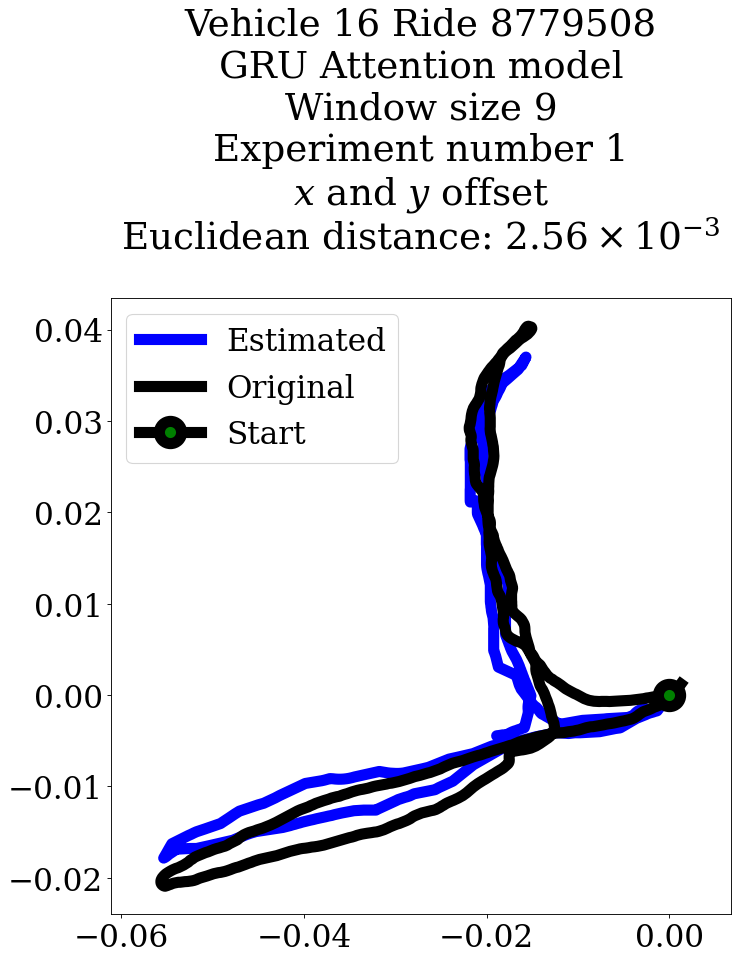 Vehicle 16 Ride 8779508
GRU Attention model
Window size 9
Experiment number 1
x and y offset
Euclidean distance: 2.56 × 10⁻³
Estimated
Original
Start
0.04
0.03
0.02
0.01
0.00
−0.01
−0.02
−0.06 −0.04 −0.02 0.00